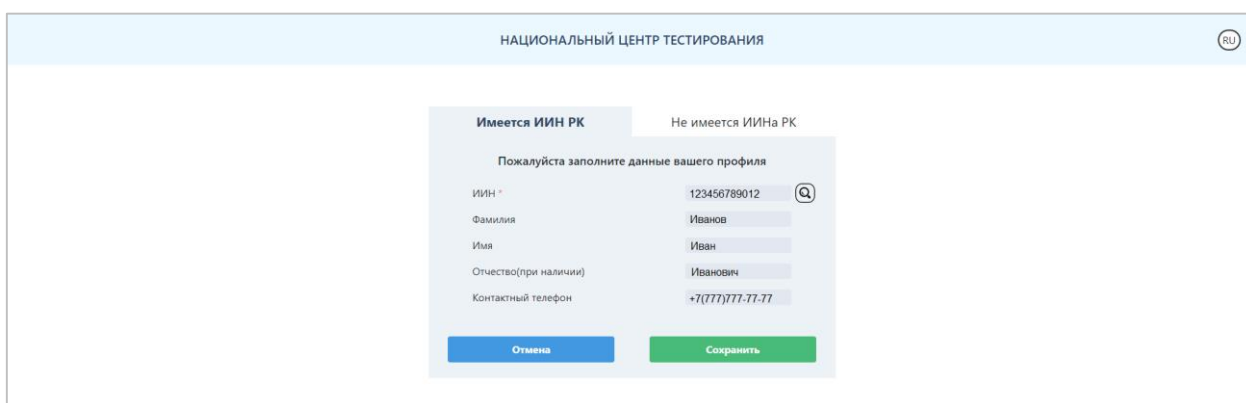 НАЦИОНАЛЬНЫЙ ЦЕНТР ТЕСТИРОВАНИЯ RU
Имеется ИИН РК Не имеется ИИНа РК
Пожалуйста заполните данные вашего профиля
ИИН * 123456789012
Фамилия Иванов
Имя Иван
Отчество(при наличии) Иванович
Контактный телефон +7(777)777-77-77
Отмена Сохранить